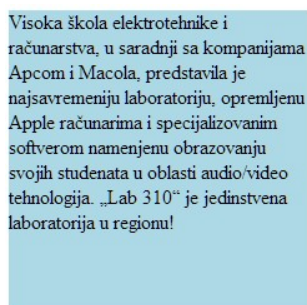 Visoka škola elektrotehnike i
računarstva, u saradnji sa kompanijama
Apcom i Macola, predstavila je
najsavremeniju laboratoriju, opremljenu
Apple računarima i specijalizovanim
softverom namenjenu obrazovanju
svojih studenata u oblasti audio/video
tehnologija. „Lab 310“ je jedinstvena
laboratorija u regionu!